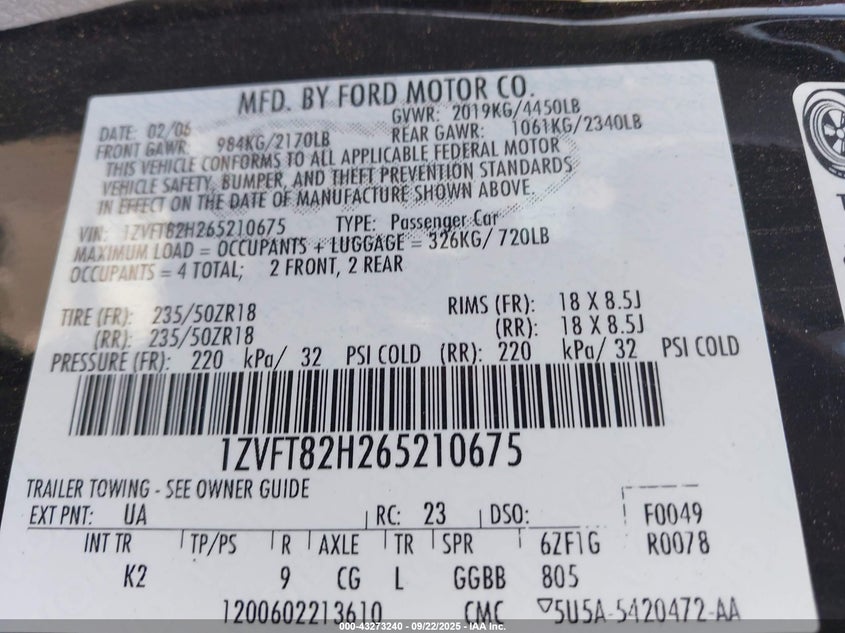 MFD. BY FORD MOTOR CO.
DATE: 02/06 GVWR: 2019KG/4450LB
FRONT GAWR: 984KG/2170LB REAR GAWR: 1061KG/2340LB
THIS VEHICLE CONFORMS TO ALL APPLICABLE FEDERAL MOTOR
VEHICLE SAFETY, BUMPER, AND THEFT PREVENTION STANDARDS
IN EFFECT ON THE DATE OF MANUFACTURE SHOWN ABOVE.
VIN: 1ZVFT82H265210675 TYPE: Passenger Car
MAXIMUM LOAD = OCCUPANTS + LUGGAGE = 326KG/ 720LB
OCCUPANTS = 4 TOTAL; 2 FRONT, 2 REAR
TIRE (FR): 235/50ZR18 RIMS (FR): 18 X 8.5J
(RR): 235/50ZR18 (RR): 18 X 8.5J
PRESSURE (FR): 220 kPa/ 32 PSI COLD (RR): 220 kPa/ 32 PSI COLD
1ZVFT82H265210675
TRAILER TOWING - SEE OWNER GUIDE
EXT PNT: UA RC: 23 DSO: F0049
INT TR TP/PS R AXLE TR SPR 6ZF1G R0078
K2 9 CG L GGBB 805
1200602213610 CMC 5U5A-5420472-AA
000-43273240 - 09/22/2025 - IAA Inc.